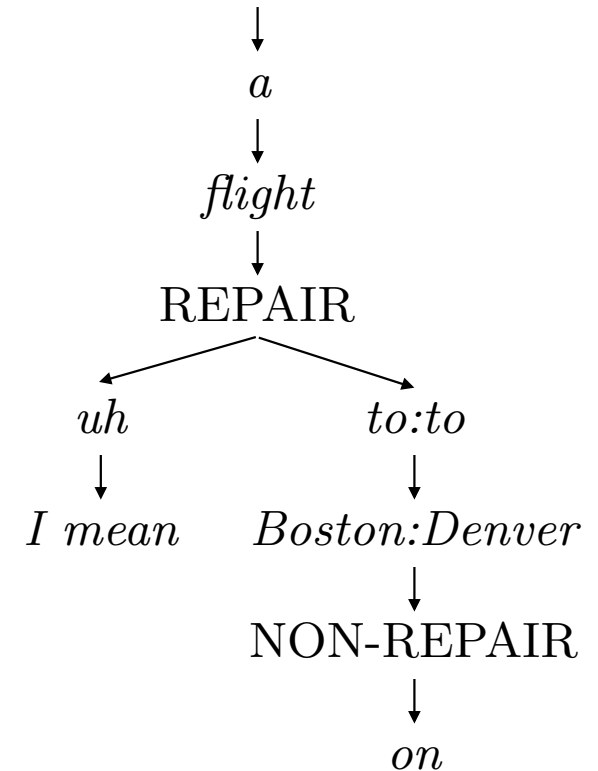 a
flight
REPAIR
uh to:to
I mean Boston:Denver
NON-REPAIR
on